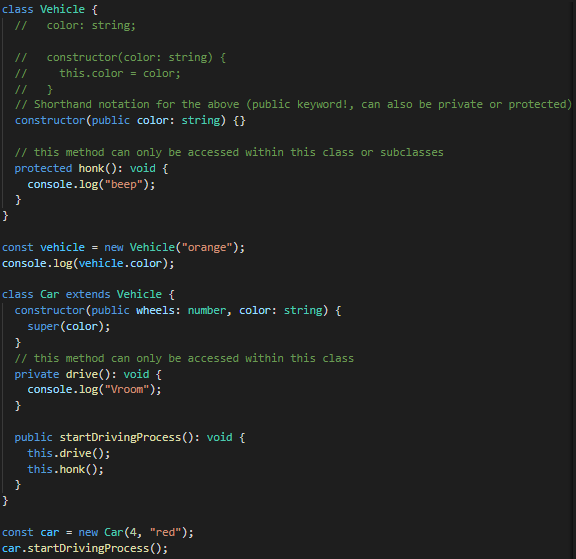 class Vehicle {
  //   color: string;

  //   constructor(color: string) {
  //     this.color = color;
  //   }
  // Shorthand notation for the above (public keyword!, can also be private or protected)
  constructor(public color: string) {}

  // this method can only be accessed within this class or subclasses
  protected honk(): void {
    console.log("beep");
  }
}

const vehicle = new Vehicle("orange");
console.log(vehicle.color);

class Car extends Vehicle {
  constructor(public wheels: number, color: string) {
    super(color);
  }
  // this method can only be accessed within this class
  private drive(): void {
    console.log("Vroom");
  }

  public startDrivingProcess(): void {
    this.drive();
    this.honk();
  }
}

const car = new Car(4, "red");
car.startDrivingProcess();